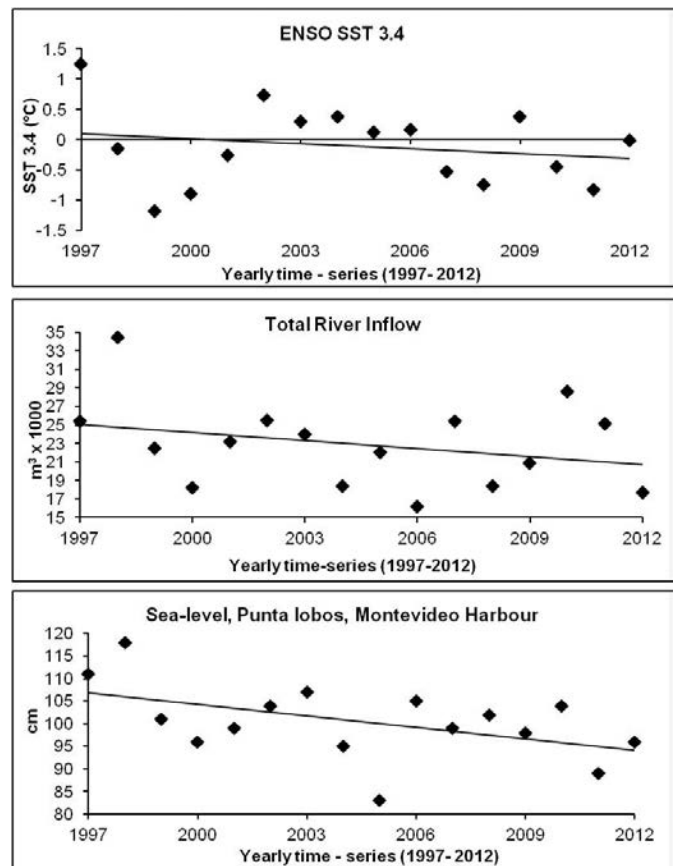 ENSO SST 3.4
SST 3.4 (°C)
1.5
1
0.5
0
-0.5
-1
-1.5
1997 2000 2003 2006 2009 2012
Yearly time - series (1997- 2012)
Total River Inflow
m³ x 1000
35
33
31
29
27
25
23
21
19
17
15
1997 2000 2003 2006 2009 2012
Yearly time-series (1997-2012)
Sea-level, Punta lobos, Montevideo Harbour
cm
120
115
110
105
100
95
90
85
80
1997 2000 2003 2006 2009 2012
Yearly time-series (1997- 2012)